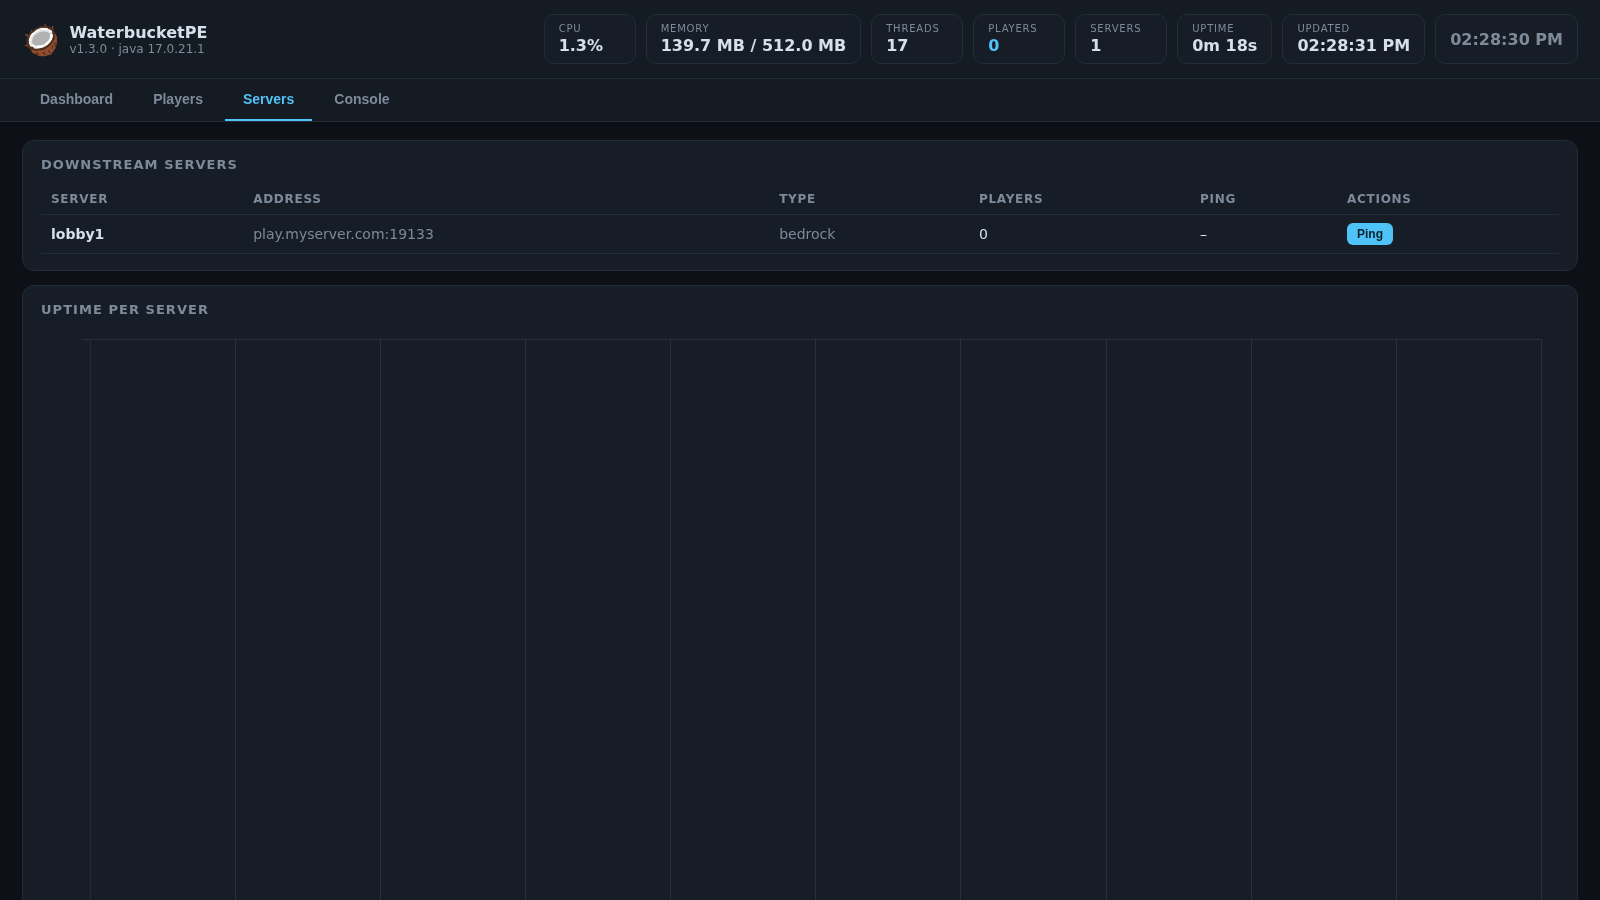 WaterbucketPE
v1.3.0 · java 17.0.21.1
CPU
1.3%
MEMORY
139.7 MB / 512.0 MB
THREADS
17
PLAYERS
0
SERVERS
1
UPTIME
0m 18s
UPDATED
02:28:31 PM
02:28:30 PM
Dashboard
Players
Servers
Console
DOWNSTREAM SERVERS
SERVER ADDRESS TYPE PLAYERS PING ACTIONS
lobby1 play.myserver.com:19133 bedrock 0 – Ping
UPTIME PER SERVER